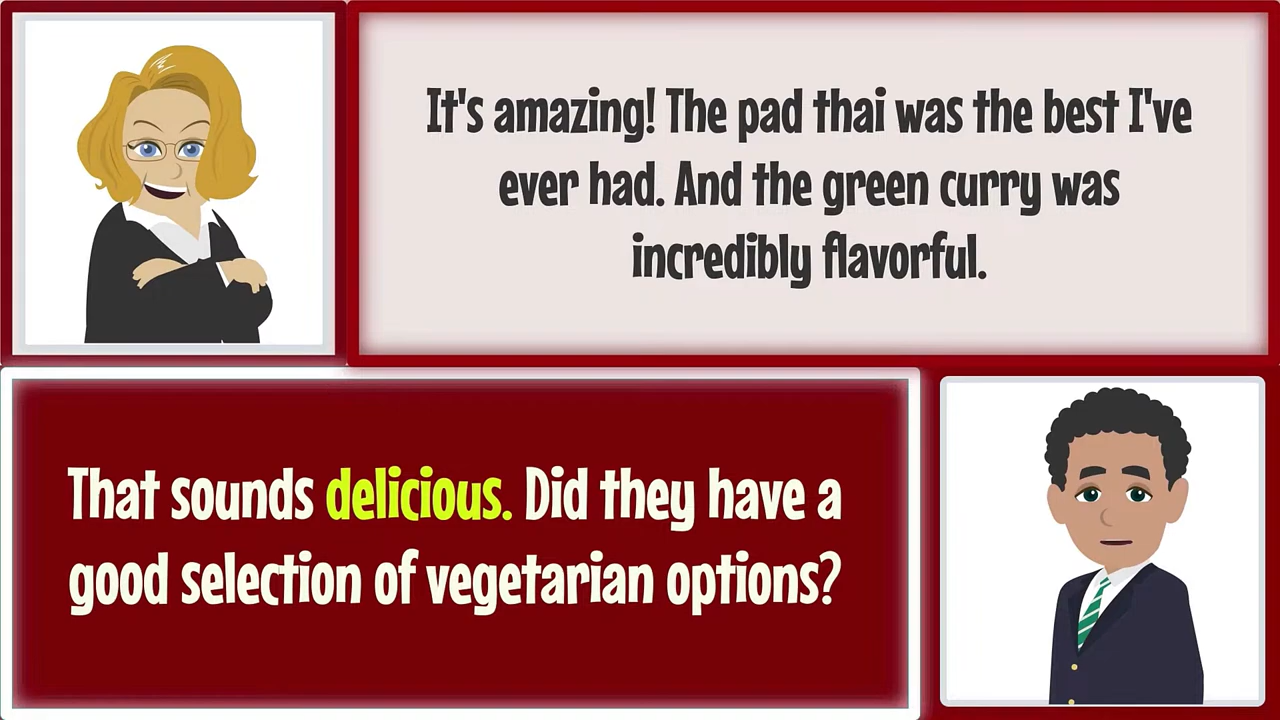 It's amazing! The pad thai was the best I've
ever had. And the green curry was
incredibly flavorful.
That sounds delicious. Did they have a
good selection of vegetarian options?